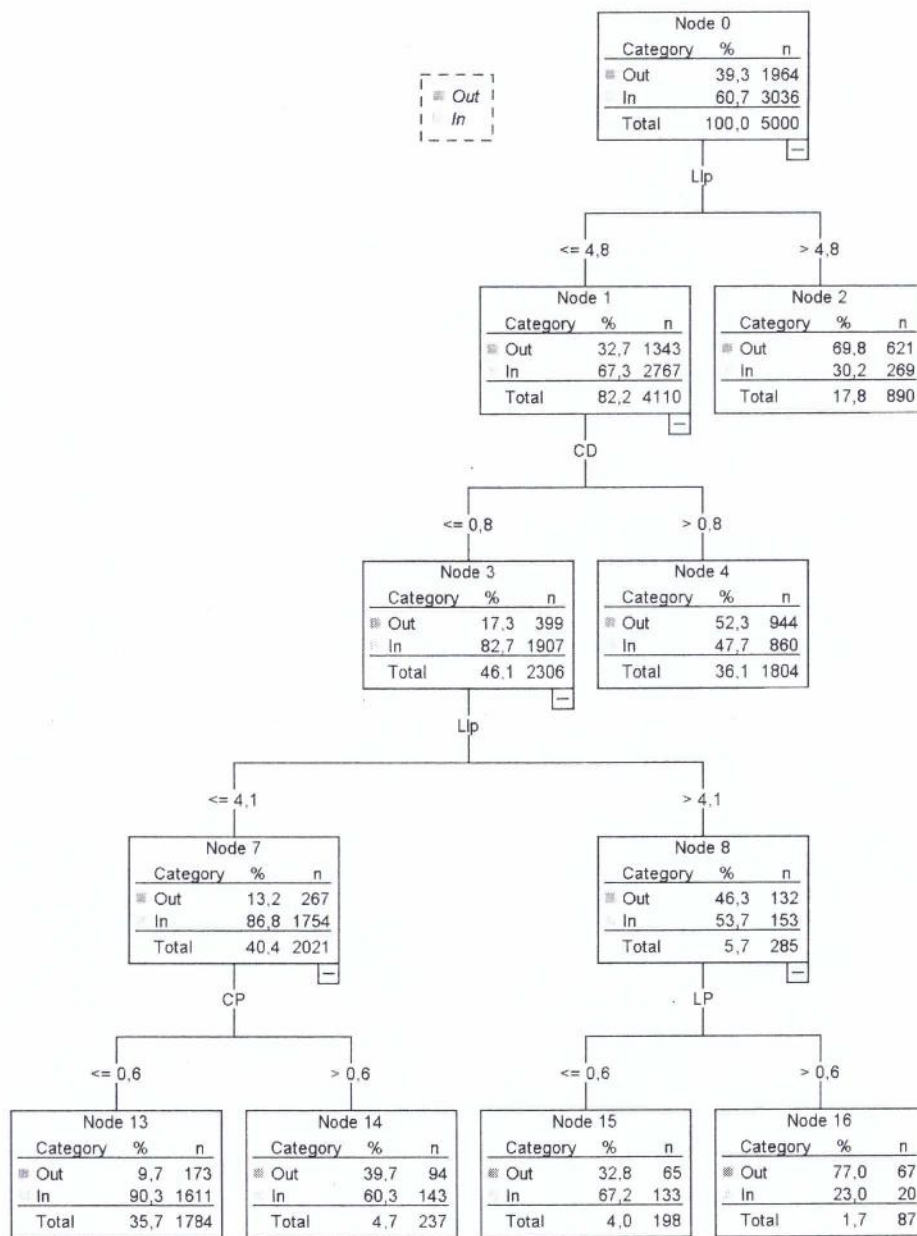 Node 0
Category % n
Out 39,3 1964
In 60,7 3036
Total 100,0 5000
Out
In
Llp
<= 4,8
> 4,8
Node 1
Category % n
Out 32,7 1343
In 67,3 2767
Total 82,2 4110
Node 2
Category % n
Out 69,8 621
In 30,2 269
Total 17,8 890
CD
<= 0,8
> 0,8
Node 3
Category % n
Out 17,3 399
In 82,7 1907
Total 46,1 2306
Node 4
Category % n
Out 52,3 944
In 47,7 860
Total 36,1 1804
Llp
<= 4,1
> 4,1
Node 7
Category % n
Out 13,2 267
In 86,8 1754
Total 40,4 2021
Node 8
Category % n
Out 46,3 132
In 53,7 153
Total 5,7 285
CP
LP
<= 0,6
> 0,6
<= 0,6
> 0,6
Node 13
Category % n
Out 9,7 173
In 90,3 1611
Total 35,7 1784
Node 14
Category % n
Out 39,7 94
In 60,3 143
Total 4,7 237
Node 15
Category % n
Out 32,8 65
In 67,2 133
Total 4,0 198
Node 16
Category % n
Out 77,0 67
In 23,0 20
Total 1,7 87